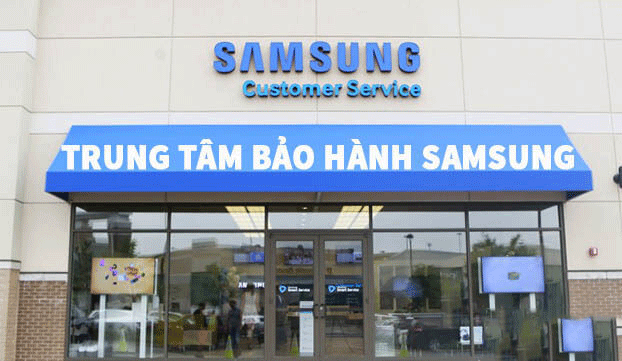 SAMSUNG
Customer Service
TRUNG TÂM BẢO HÀNH SAMSUNG